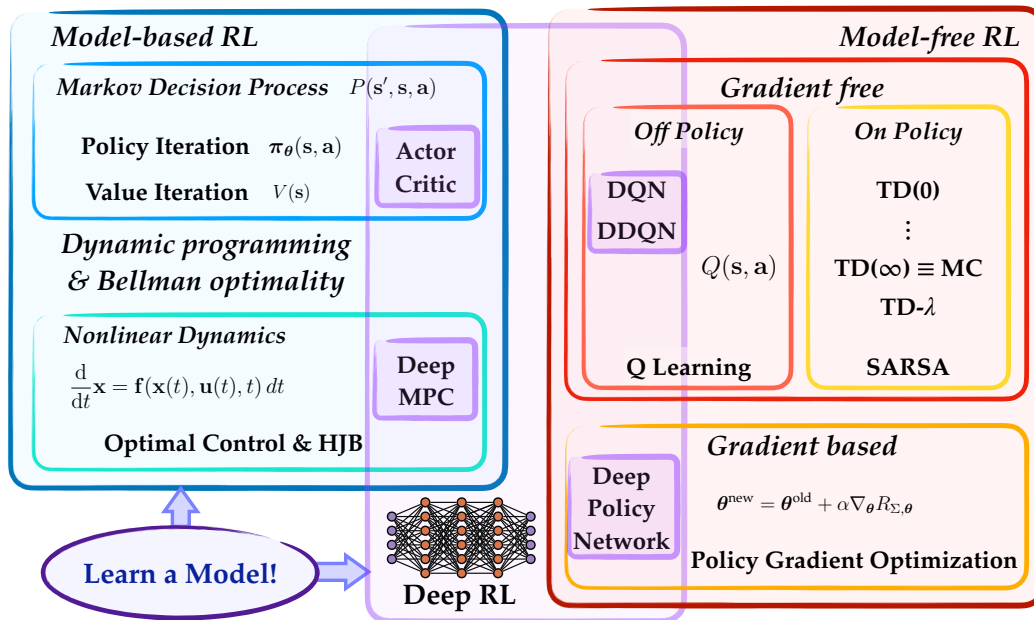 Model-based RL
Markov Decision Process P(s′, s, a)
Policy Iteration π_θ(s, a)
Value Iteration V(s)
Actor
Critic
Dynamic programming
& Bellman optimality
Nonlinear Dynamics
d/dt x = f(x(t), u(t), t) dt
Optimal Control & HJB
Deep
MPC
Learn a Model!
Deep RL
Model-free RL
Gradient free
Off Policy
DQN
DDQN
Q(s, a)
Q Learning
On Policy
TD(0)
⋮
TD(∞) ≡ MC
TD-λ
SARSA
Gradient based
Deep
Policy
Network
θ^new = θ^old + α∇_θ R_Σ,θ
Policy Gradient Optimization